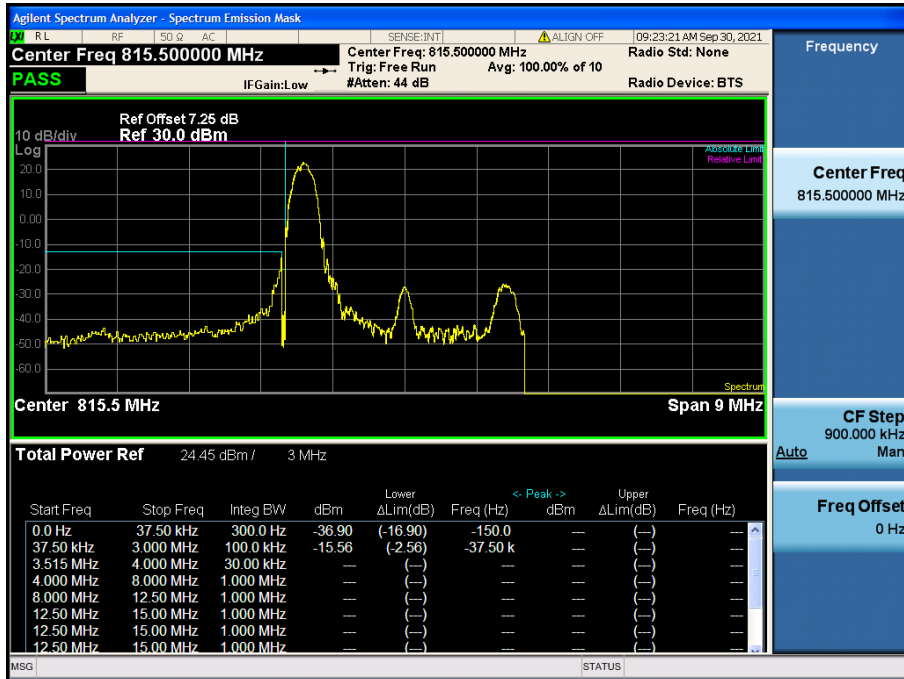 Agilent Spectrum Analyzer - Spectrum Emission Mask
LXI RL RF 50 Ω AC SENSE:INT ALIGN OFF 09:23:21 AM Sep 30, 2021
Center Freq 815.500000 MHz
Center Freq: 815.500000 MHz
Radio Std: None
Trig: Free Run Avg: 100.00% of 10
PASS
IFGain:Low
#Atten: 44 dB
Radio Device: BTS
Ref Offset 7.25 dB
10 dB/div Ref 30.0 dBm
Log
Absolute Limit
Relative Limit
20.0
10.0
0.00
-10.0
-20.0
-30.0
-40.0
-50.0
-60.0
Spectrum
Center 815.5 MHz Span 9 MHz
Total Power Ref 24.45 dBm / 3 MHz
Lower <- Peak -> Upper
Start Freq Stop Freq Integ BW dBm ΔLim(dB) Freq (Hz) dBm ΔLim(dB) Freq (Hz)
0.0 Hz 37.50 kHz 300.0 Hz -36.90 (-16.90) -150.0 --- (---) ---
37.50 kHz 3.000 MHz 100.0 kHz -15.56 (-2.56) -37.50 k --- (---) ---
3.515 MHz 4.000 MHz 30.00 kHz --- (---) --- --- (---) ---
4.000 MHz 8.000 MHz 1.000 MHz --- (---) --- --- (---) ---
8.000 MHz 12.50 MHz 1.000 MHz --- (---) --- --- (---) ---
12.50 MHz 15.00 MHz 1.000 MHz --- (---) --- --- (---) ---
12.50 MHz 15.00 MHz 1.000 MHz --- (---) --- --- (---) ---
12.50 MHz 15.00 MHz 1.000 MHz --- (---) --- --- (---) ---
MSG STATUS
Frequency
Center Freq
815.500000 MHz
CF Step
900.000 kHz
Auto Man
Freq Offset
0 Hz